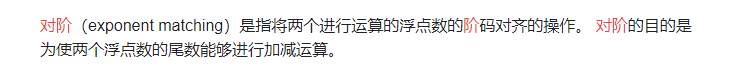 对阶（exponent matching）是指将两个进行运算的浮点数的阶码对齐的操作。 对阶的目的是
为使两个浮点数的尾数能够进行加减运算。